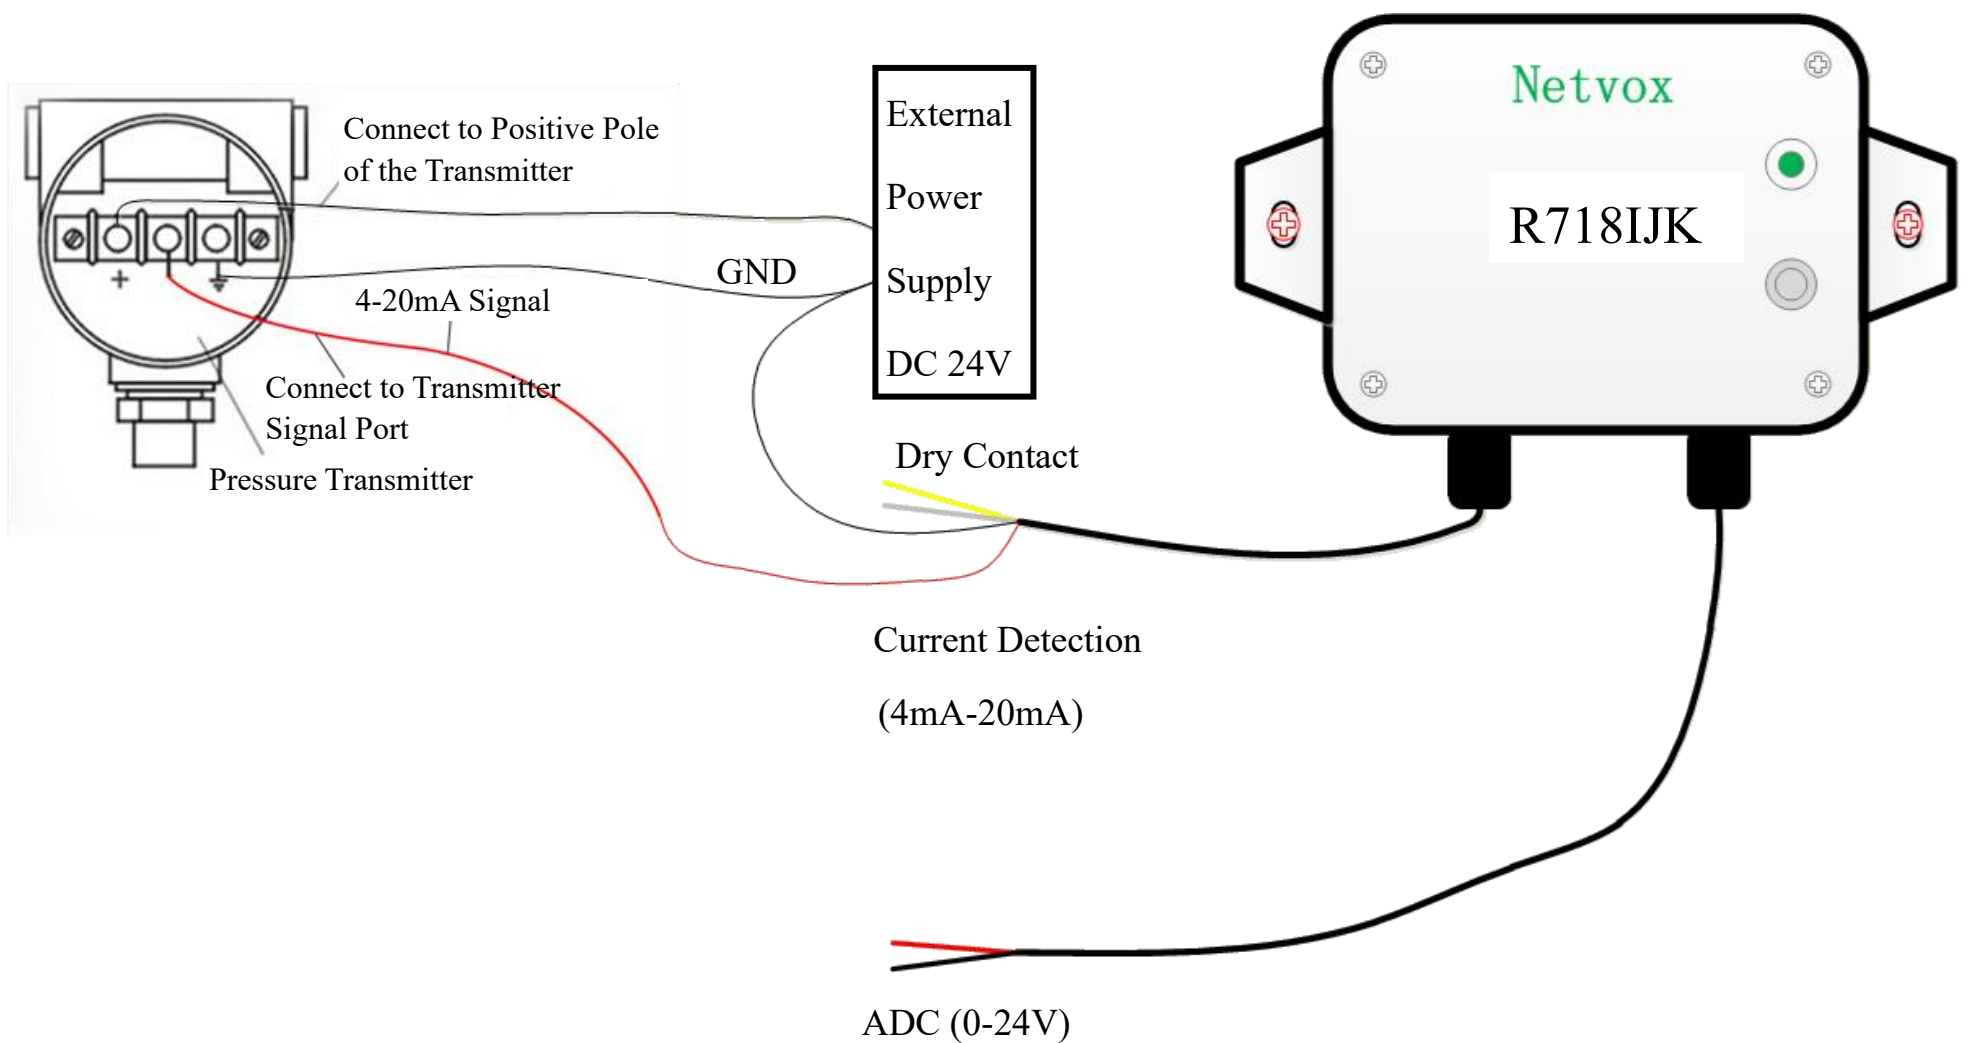 Connect to Positive Pole
of the Transmitter
GND
4-20mA Signal
Connect to Transmitter
Signal Port
Pressure Transmitter
+
External
Power
Supply
DC 24V
Netvox
R718IJK
Dry Contact
Current Detection
(4mA-20mA)
ADC (0-24V)